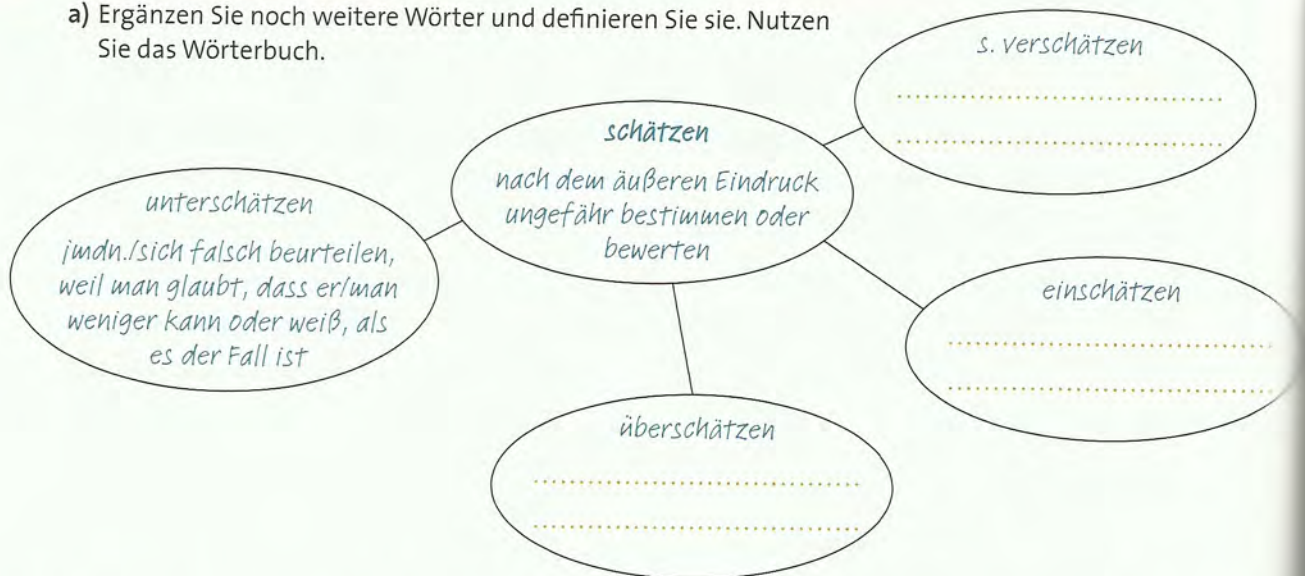 a) Ergänzen Sie noch weitere Wörter und definieren Sie sie. Nutzen
Sie das Wörterbuch.
s. verschätzen
schätzen
nach dem äußeren Eindruck
ungefähr bestimmen oder
bewerten
unterschätzen
jmdn./sich falsch beurteilen,
weil man glaubt, dass er/man
weniger kann oder weiß, als
es der Fall ist
einschätzen
überschätzen